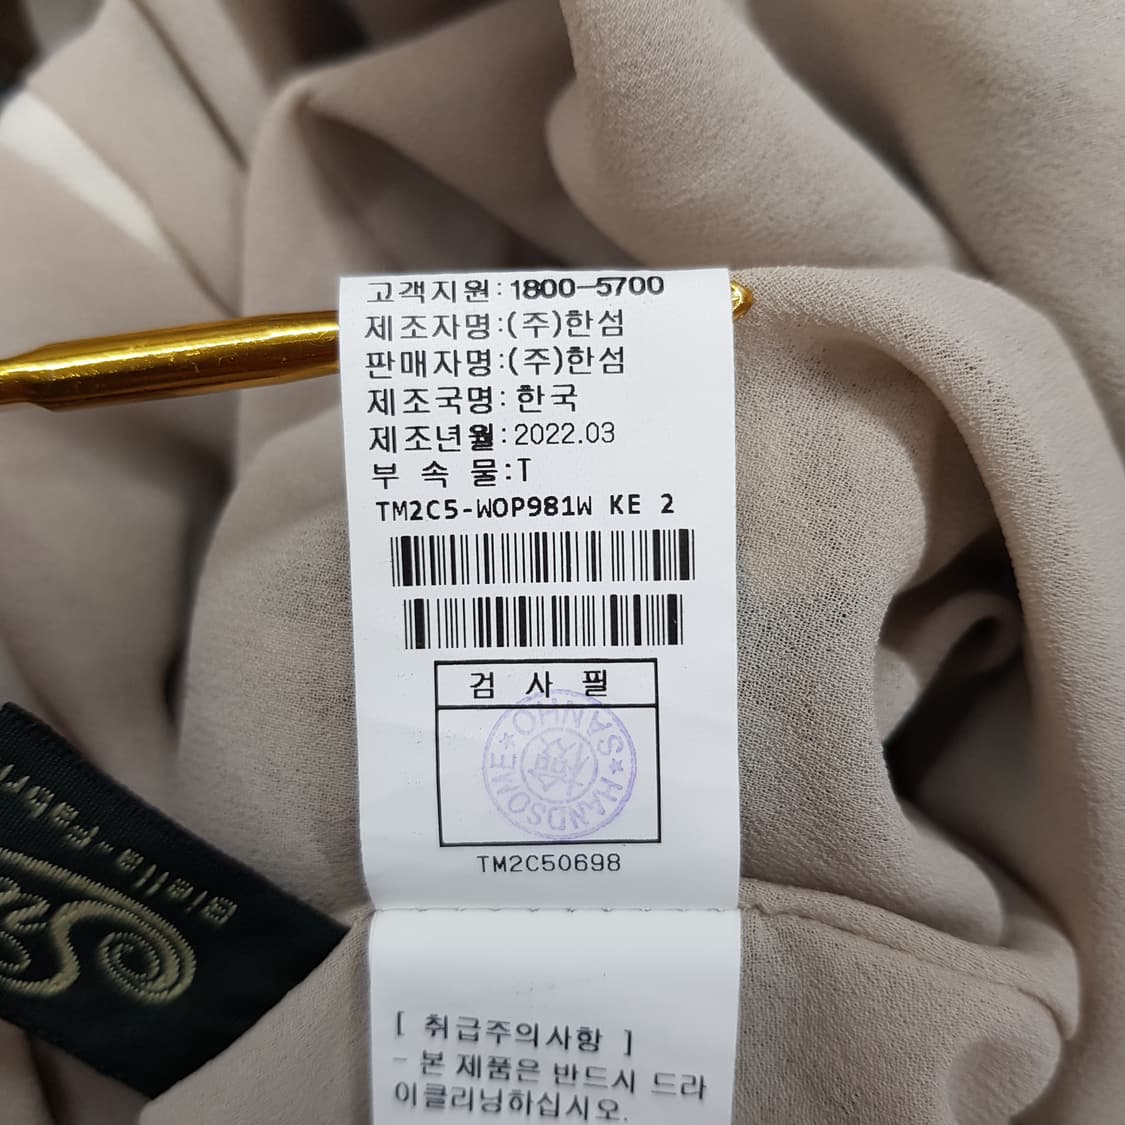 고객지원:1800-5700
제조자명:(주)한섬
판매자명:(주)한섬
제조국명: 한국
제조년월:2022.03
부 속 물:T
TM2C5-WOP981W KE 2
검 사 필
HANDSOME★SANHO★
檢
TM2C50698
[ 취급주의사항 ]
- 본 제품은 반드시 드라
이클리닝하십시오.